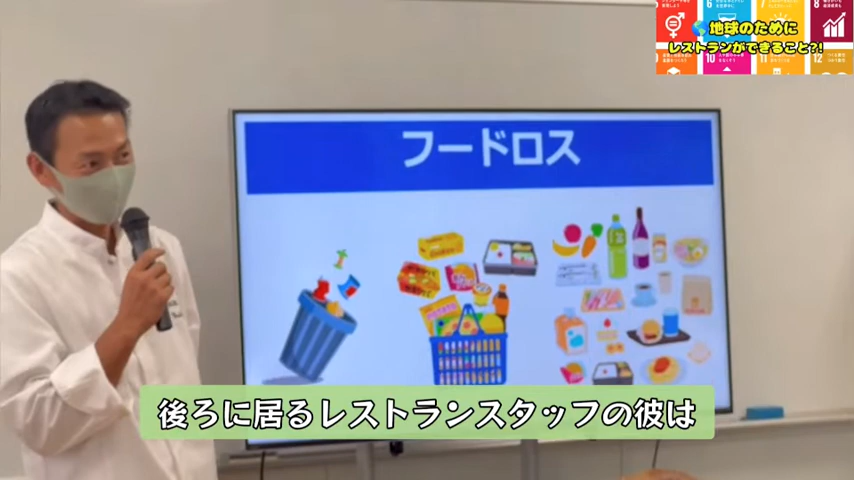 地球のために
レストランができること?!
フードロス
後ろに居るレストランスタッフの彼は